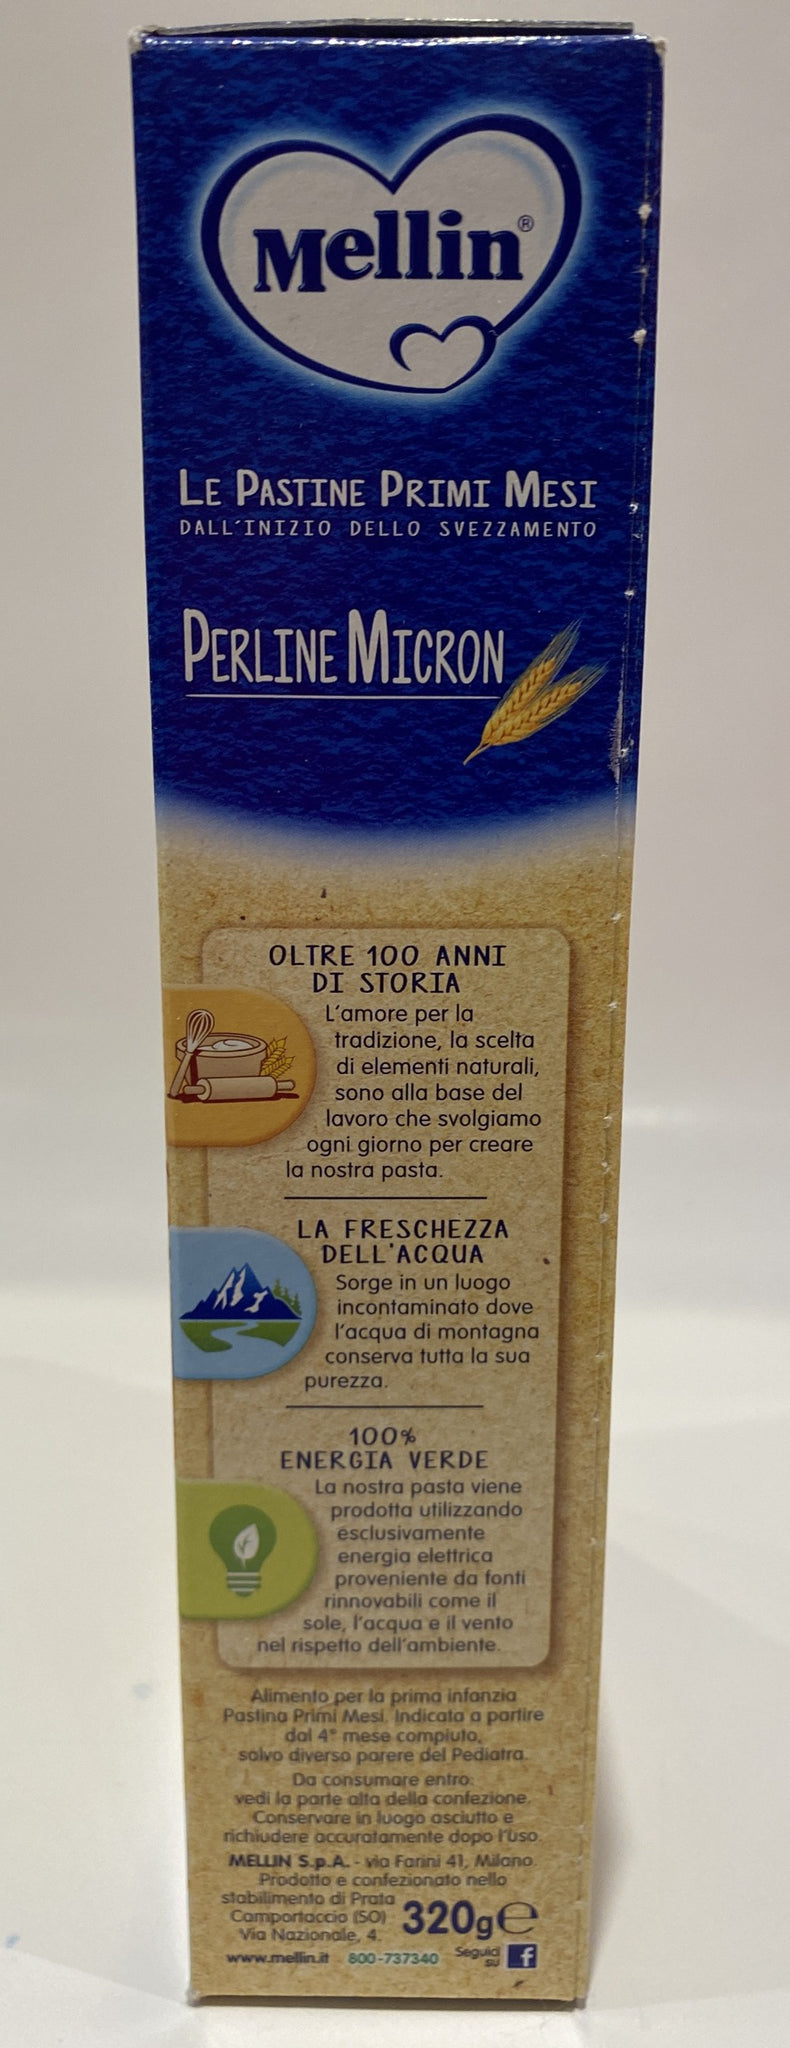 Mellin®
LE PASTINE PRIMI MESI
DALL'INIZIO DELLO SVEZZAMENTO
PERLINE MICRON
OLTRE 100 ANNI
DI STORIA
L'amore per la
tradizione, la scelta
di elementi naturali,
sono alla base del
lavoro che svolgiamo
ogni giorno per creare
la nostra pasta.
LA FRESCHEZZA
DELL'ACQUA
Sorge in un luogo
incontaminato dove
l'acqua di montagna
conserva tutta la sua
purezza.
100%
ENERGIA VERDE
La nostra pasta viene
prodotta utilizzando
esclusivamente
energia elettrica
proveniente da fonti
rinnovabili come il
sole, l'acqua e il vento
nel rispetto dell'ambiente.
Alimento per la prima infanzia
Pastina Primi Mesi. Indicata a partire
dal 4° mese compiuto,
salvo diverso parere del Pediatra.
Da consumare entro:
vedi la parte alta della confezione.
Conservare in luogo asciutto e
richiudere accuratamente dopo l'uso.
MELLIN S.p.A. - via Farini 41, Milano.
Prodotto e confezionato nello
stabilimento di Prata
Camportaccio (SO)
Via Nazionale, 4.
320g e
www.mellin.it 800-737340
Seguici
su f